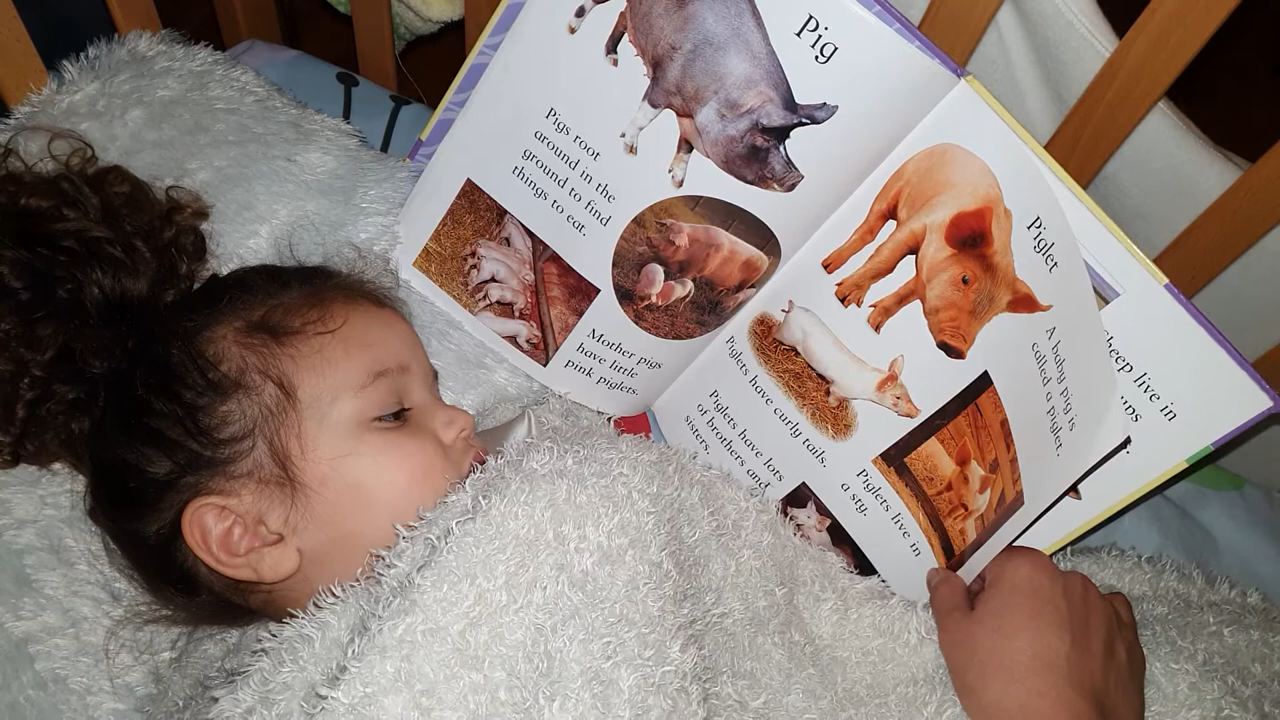 Pig
Pigs root
around in the
ground to find
things to eat.
Mother pigs
have little
pink piglets.
Piglet
A baby pig is
called a piglet.
Piglets have curly tails.
Piglets have lots
of brothers and
sisters.
Piglets live in
a sty.
live in